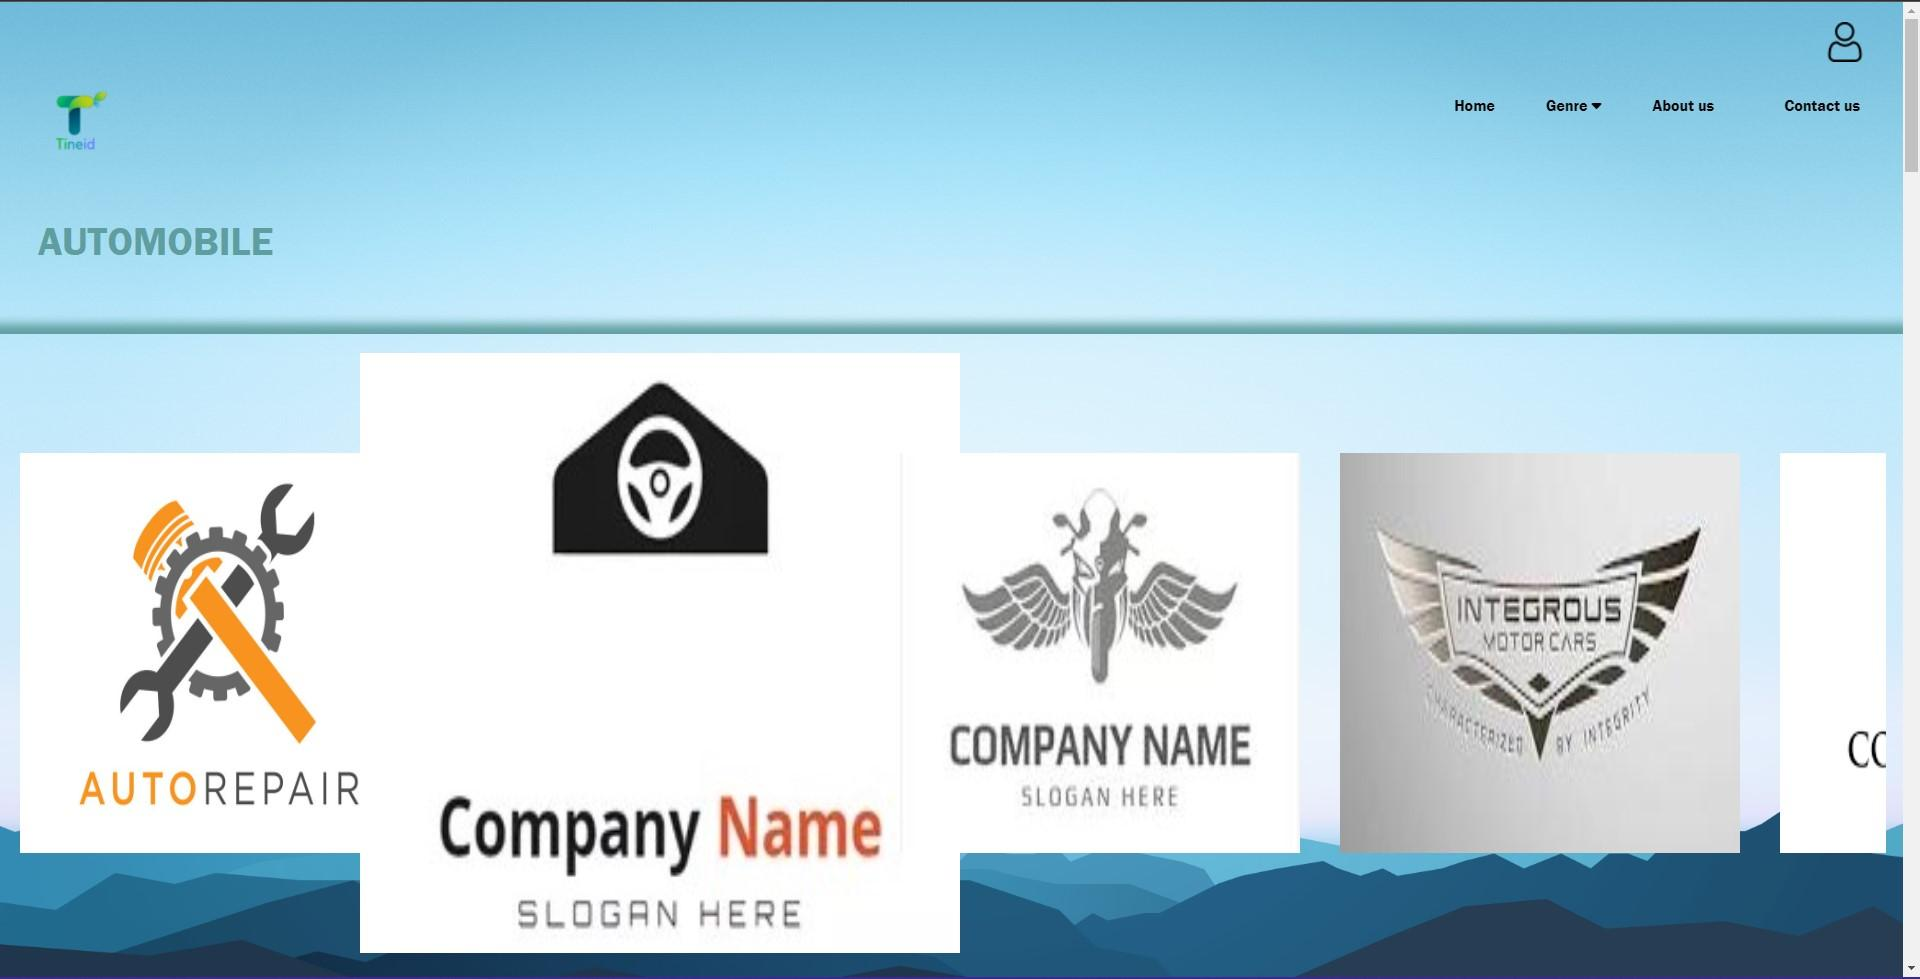 Home
Genre
About us
Contact us
Tineid
AUTOMOBILE
AUTOREPAIR
Company Name
SLOGAN HERE
COMPANY NAME
SLOGAN HERE
INTEGROUS
MOTOR CARS
CHARACTERIZED BY INTEGRITY